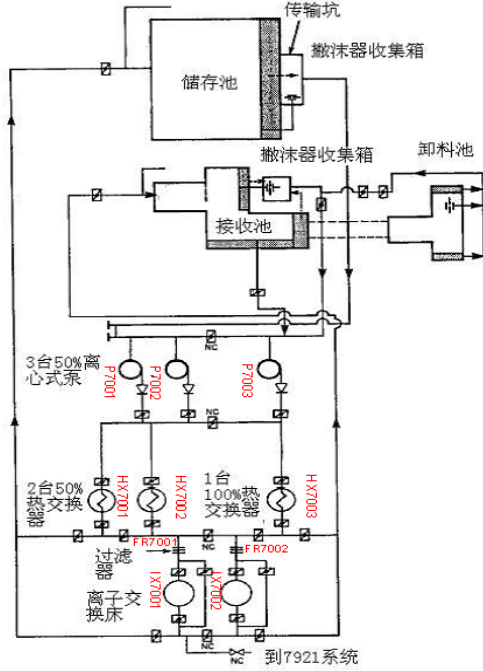 传输坑
撇沫器收集箱
储存池
撇沫器收集箱
卸料池
接收池
NC
3台50%离
心式泵
P7001
P7002
P7003
NC
2台50%
热交换
器
HX7001
HX7002
1台
100%热
交换器
HX7003
NC
FR7001
FR7002
过滤
器
离子交
换床
IX7001
IX7002
NC
NC
到7921系统